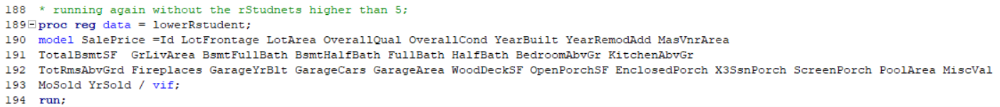 188 * running again without the rStudnets higher than 5;
189 proc reg data = lowerRstudent;
190 model SalePrice =Id LotFrontage LotArea OverallQual OverallCond YearBuilt YearRemodAdd MasVnrArea
191 TotalBsmtSF  GrLivArea BsmtFullBath BsmtHalfBath FullBath HalfBath BedroomAbvGr KitchenAbvGr
192 TotRmsAbvGrd Fireplaces GarageYrBlt GarageCars GarageArea WoodDeckSF OpenPorchSF EnclosedPorch X3SsnPorch ScreenPorch PoolArea MiscVal
193 MoSold YrSold / vif;
194 run;